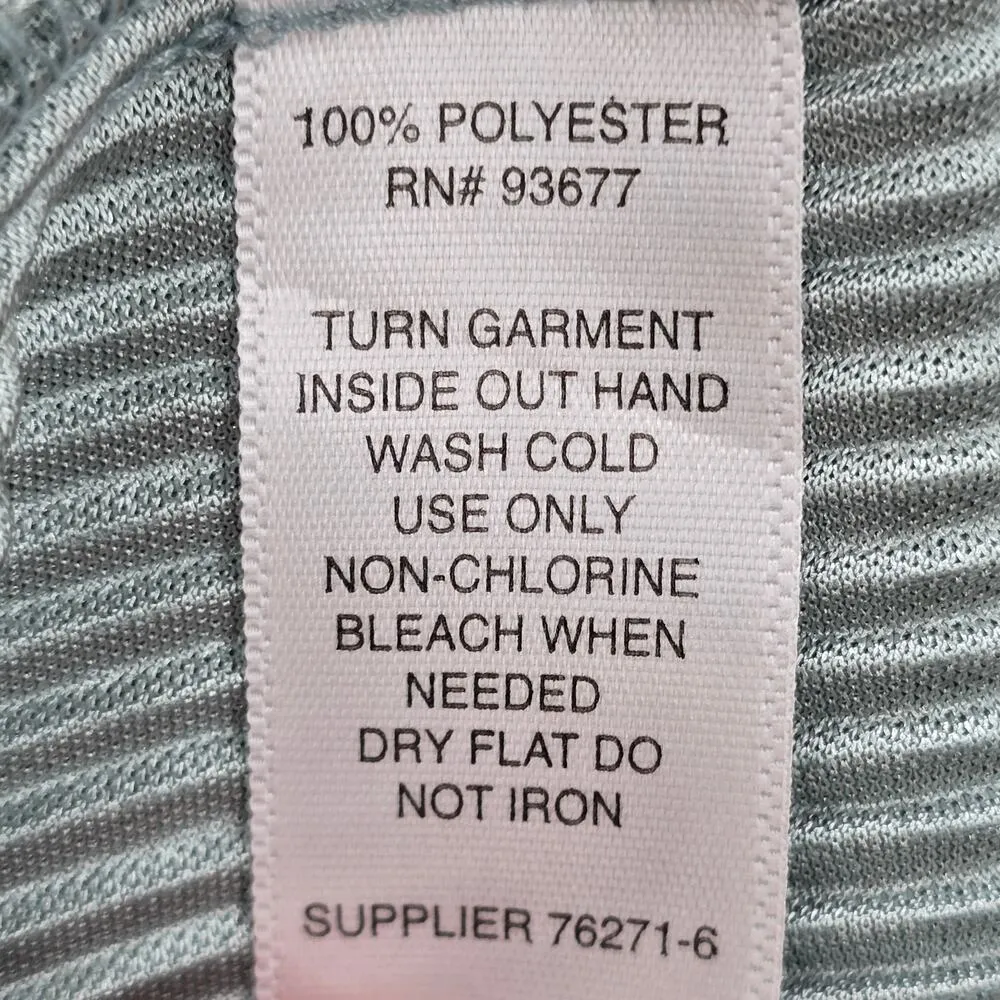 100% POLYESTER
RN# 93677
TURN GARMENT
INSIDE OUT HAND
WASH COLD
USE ONLY
NON-CHLORINE
BLEACH WHEN
NEEDED
DRY FLAT DO
NOT IRON
SUPPLIER 76271-6